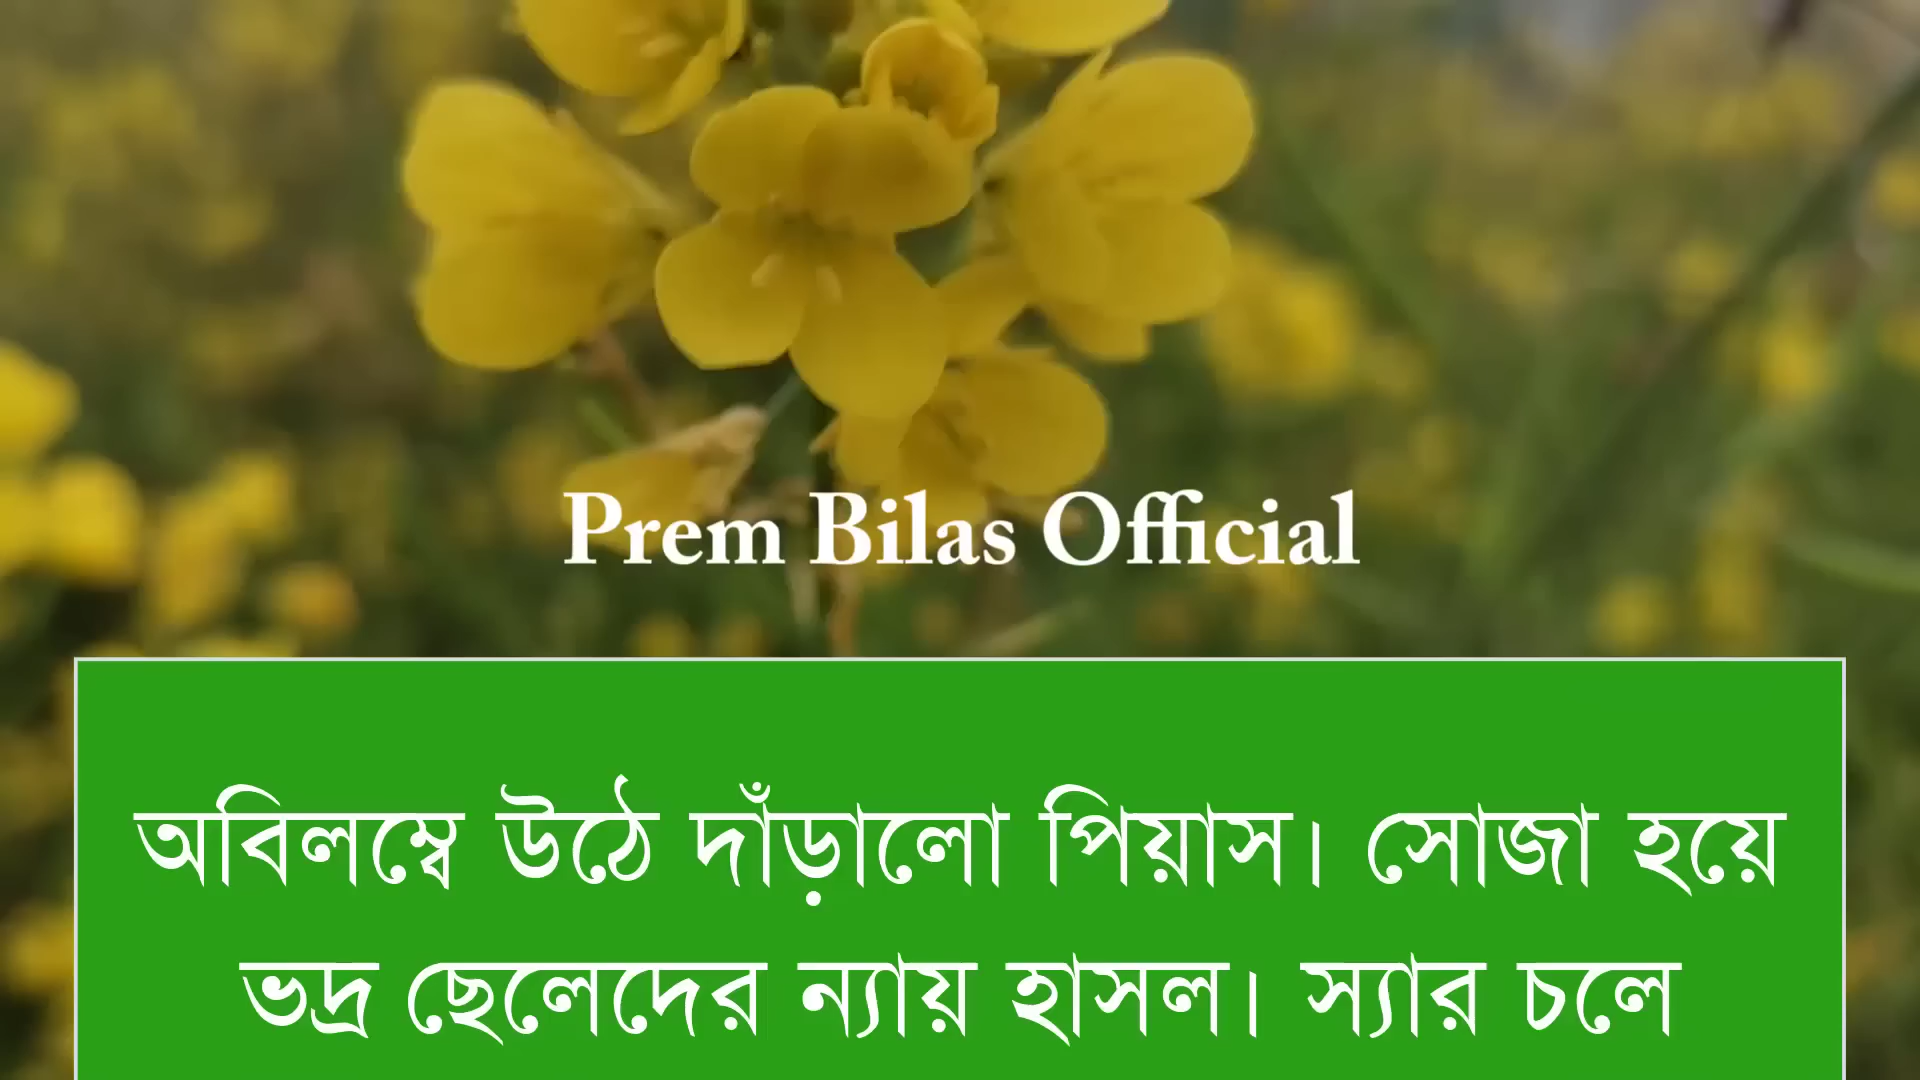 Prem Bilas Official
অবিলম্বে উঠে দাঁড়ালো পিয়াস। সোজা হয়ে
ভদ্র ছেলেদের ন্যায় হাসল। স্যার চলে